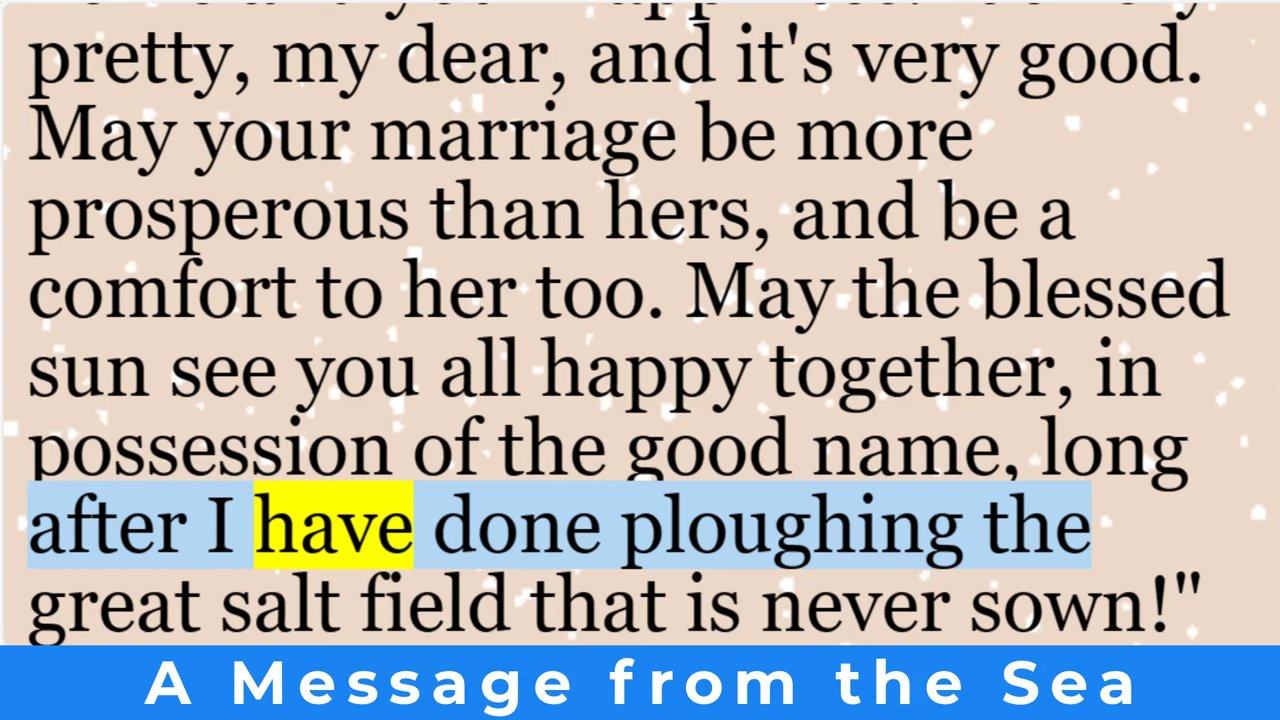 pretty, my dear, and it's very good.
May your marriage be more
prosperous than hers, and be a
comfort to her too. May the blessed
sun see you all happy together, in
possession of the good name, long
after I have done ploughing the
great salt field that is never sown!"
A Message from the Sea